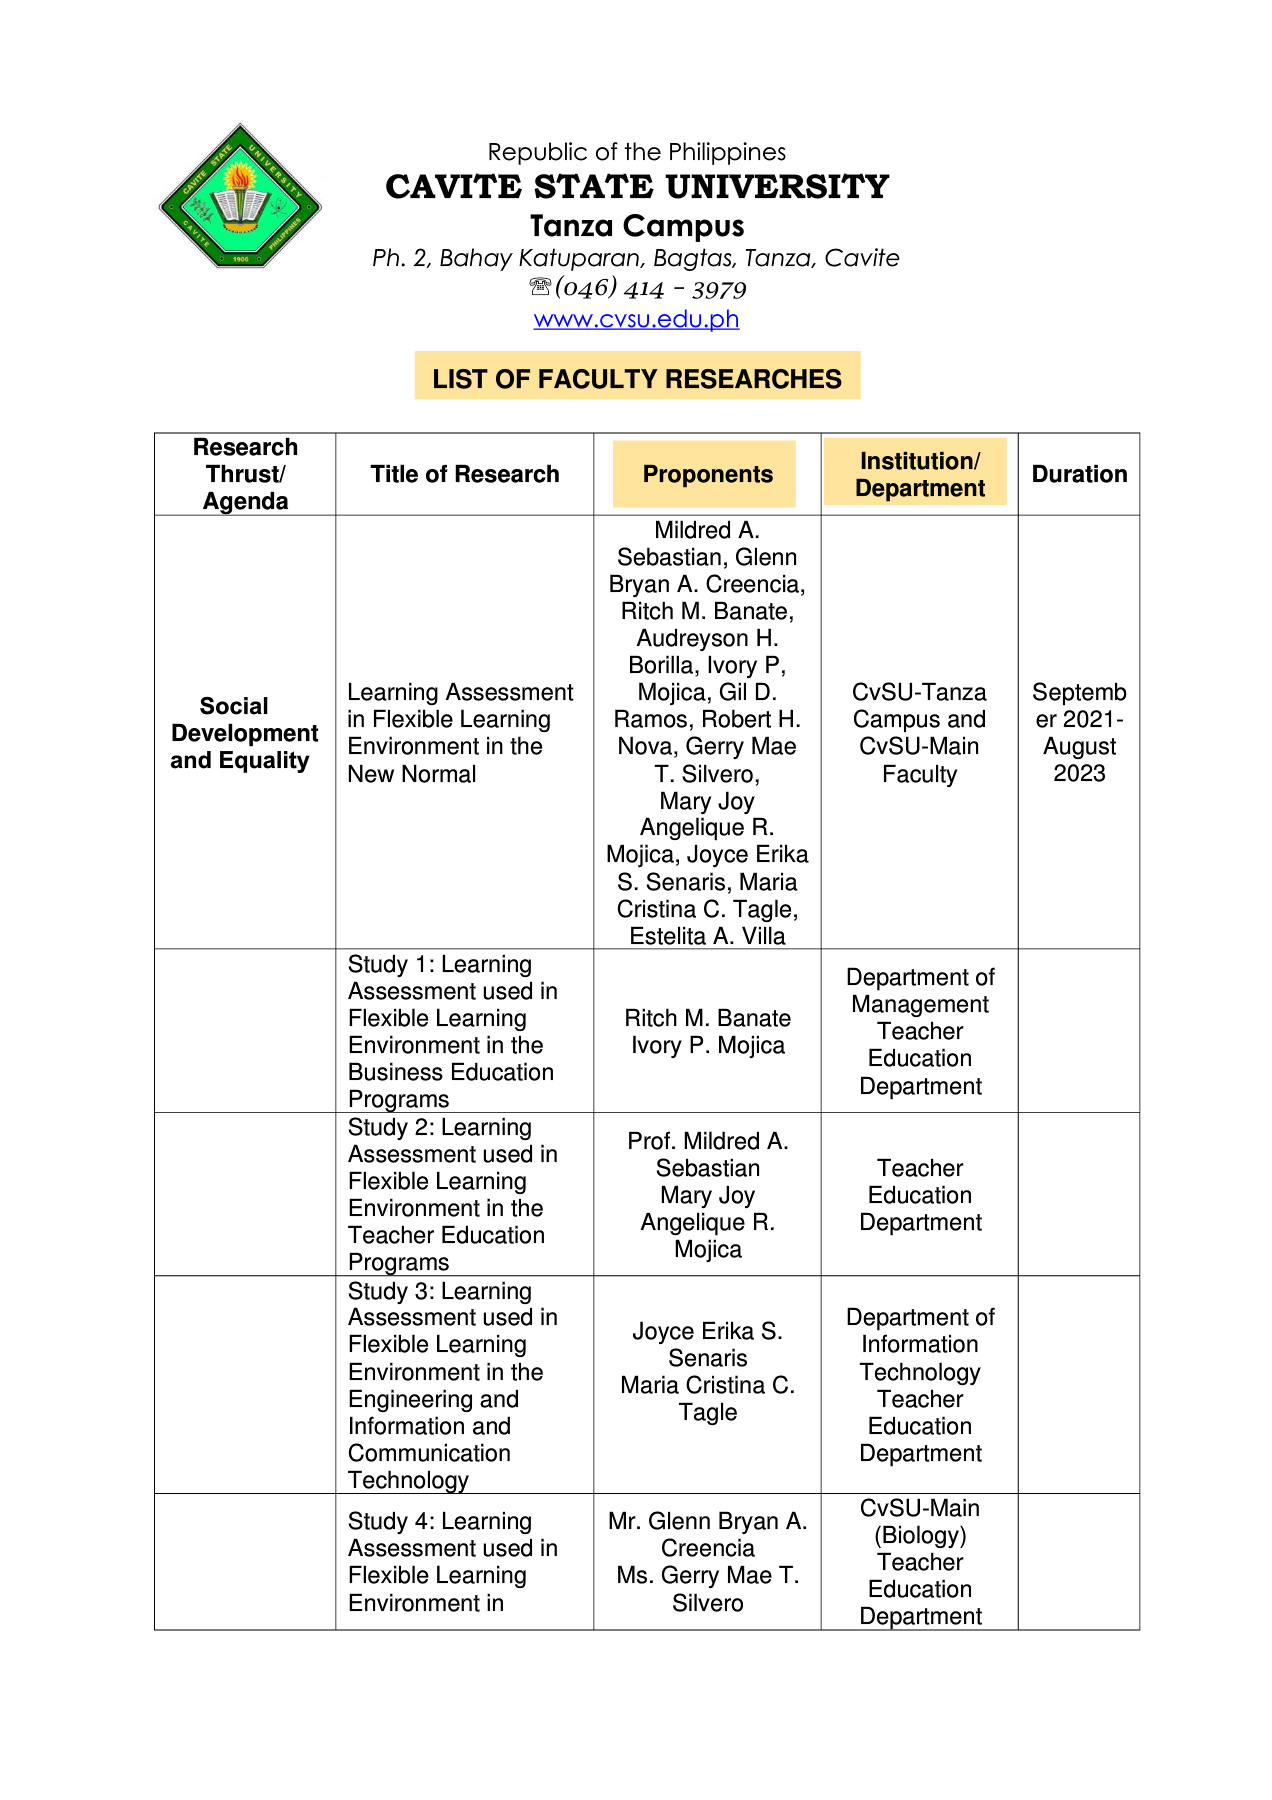 CAVITE STATE UNIVERSITY
CAVITE PHILIPPINES
1906
Republic of the Philippines
CAVITE STATE UNIVERSITY
Tanza Campus
Ph. 2, Bahay Katuparan, Bagtas, Tanza, Cavite
☏(046) 414 – 3979
www.cvsu.edu.ph
LIST OF FACULTY RESEARCHES
Research
Thrust/
Agenda
Title of Research
Proponents
Institution/
Department
Duration
Social
Development
and Equality
Learning Assessment
in Flexible Learning
Environment in the
New Normal
Mildred A.
Sebastian, Glenn
Bryan A. Creencia,
Ritch M. Banate,
Audreyson H.
Borilla, Ivory P,
Mojica, Gil D.
Ramos, Robert H.
Nova, Gerry Mae
T. Silvero,
Mary Joy
Angelique R.
Mojica, Joyce Erika
S. Senaris, Maria
Cristina C. Tagle,
Estelita A. Villa
CvSU-Tanza
Campus and
CvSU-Main
Faculty
Septemb
er 2021-
August
2023
Study 1: Learning
Assessment used in
Flexible Learning
Environment in the
Business Education
Programs
Ritch M. Banate
Ivory P. Mojica
Department of
Management
Teacher
Education
Department
Study 2: Learning
Assessment used in
Flexible Learning
Environment in the
Teacher Education
Programs
Prof. Mildred A.
Sebastian
Mary Joy
Angelique R.
Mojica
Teacher
Education
Department
Study 3: Learning
Assessment used in
Flexible Learning
Environment in the
Engineering and
Information and
Communication
Technology
Joyce Erika S.
Senaris
Maria Cristina C.
Tagle
Department of
Information
Technology
Teacher
Education
Department
Study 4: Learning
Assessment used in
Flexible Learning
Environment in
Mr. Glenn Bryan A.
Creencia
Ms. Gerry Mae T.
Silvero
CvSU-Main
(Biology)
Teacher
Education
Department